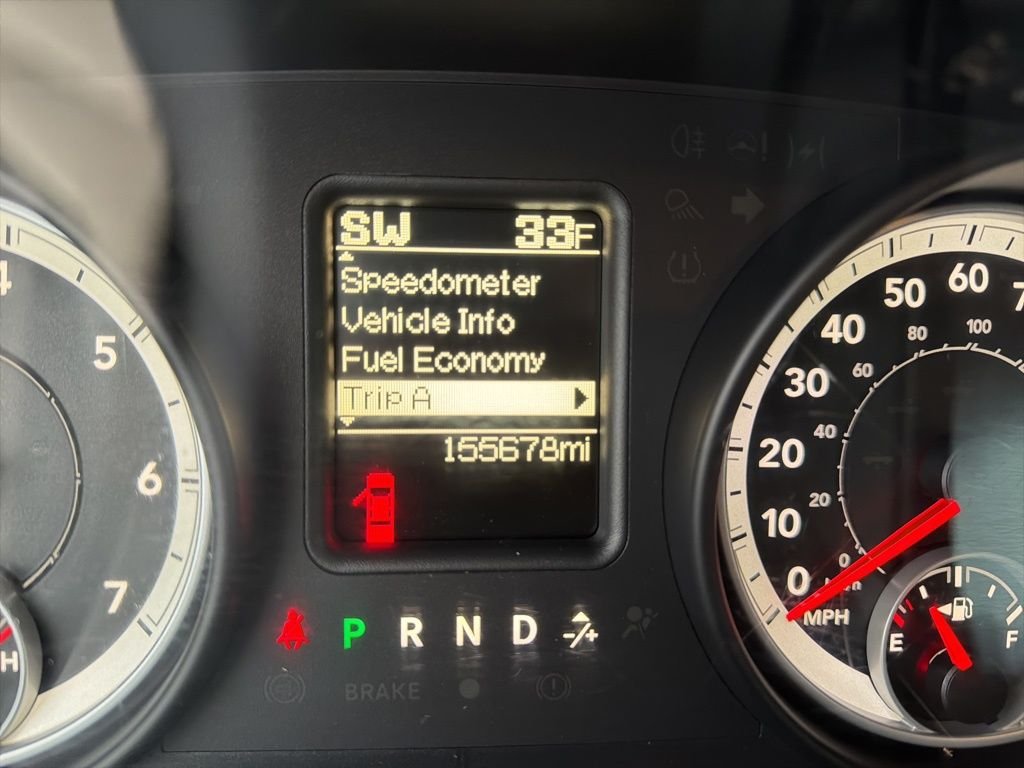 SW 33F
Speedometer
Vehicle Info
Fuel Economy
Trip A
155678mi
P R N D -/+
BRAKE
4
5
6
7
H
0
10
20
30
40
50
60
0
20
40
60
80
100
MPH
E F